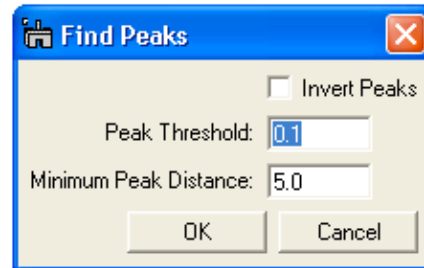 Find Peaks
Invert Peaks
Peak Threshold: 0.1
Minimum Peak Distance: 5.0
OK Cancel